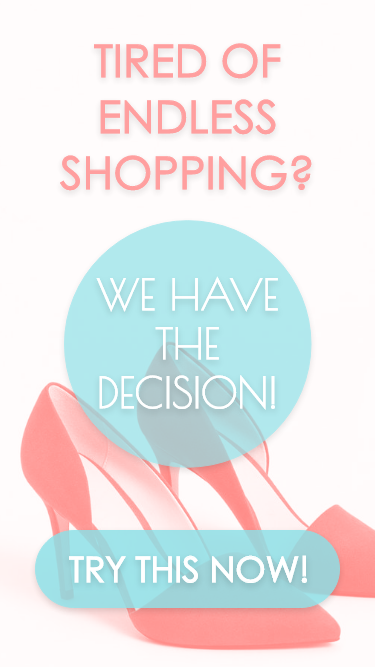 TIRED OF
ENDLESS
SHOPPING?
WE HAVE
THE
DECISION!
TRY THIS NOW!